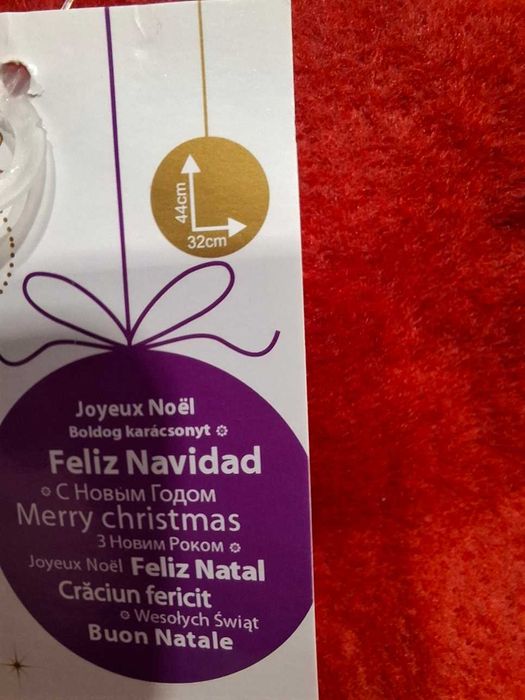 44cm
32cm
Joyeux Noël
Boldog karácsonyt
Feliz Navidad
С Новым Годом
Merry christmas
З Новим Роком
Joyeux Noël Feliz Natal
Crăciun fericit
Wesołych Świąt
Buon Natale